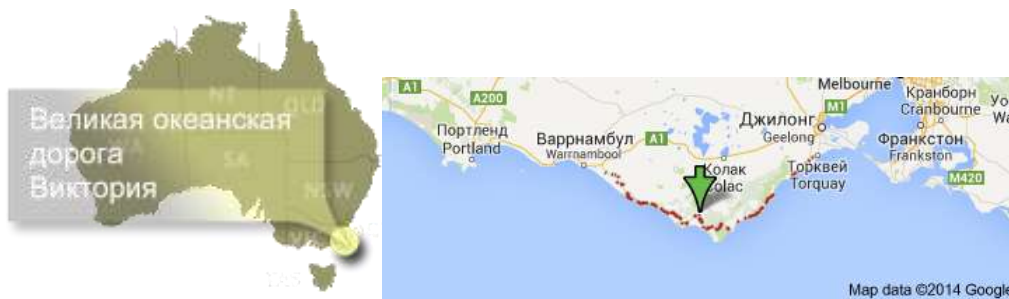 Великая океанская
дорога
Виктория
NT
QLD
SA
NSW
TAS
A1
A200
Портленд
Portland
Варрнамбул
Warrnambool
A1
Колак
Colac
Джилонг
Geelong
Торквей
Torquay
Melbourne
M1
Кранборн
Cranbourne
Франкстон
Frankston
M420
Map data ©2014 Google